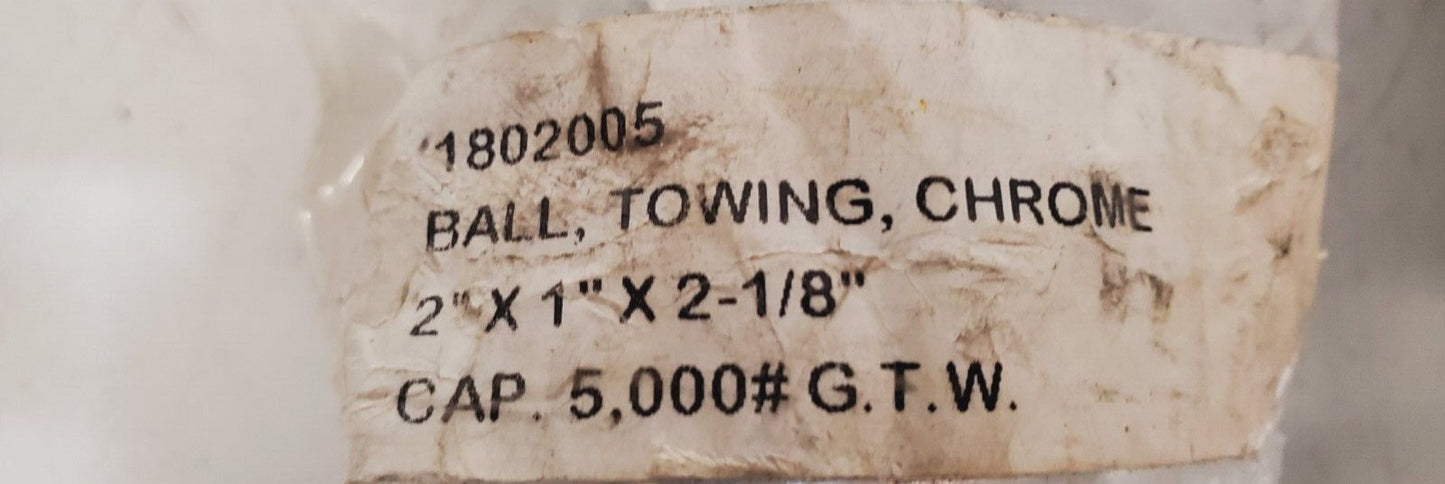 1802005
BALL, TOWING, CHROME
2" X 1" X 2-1/8"
CAP. 5,000# G.T.W.